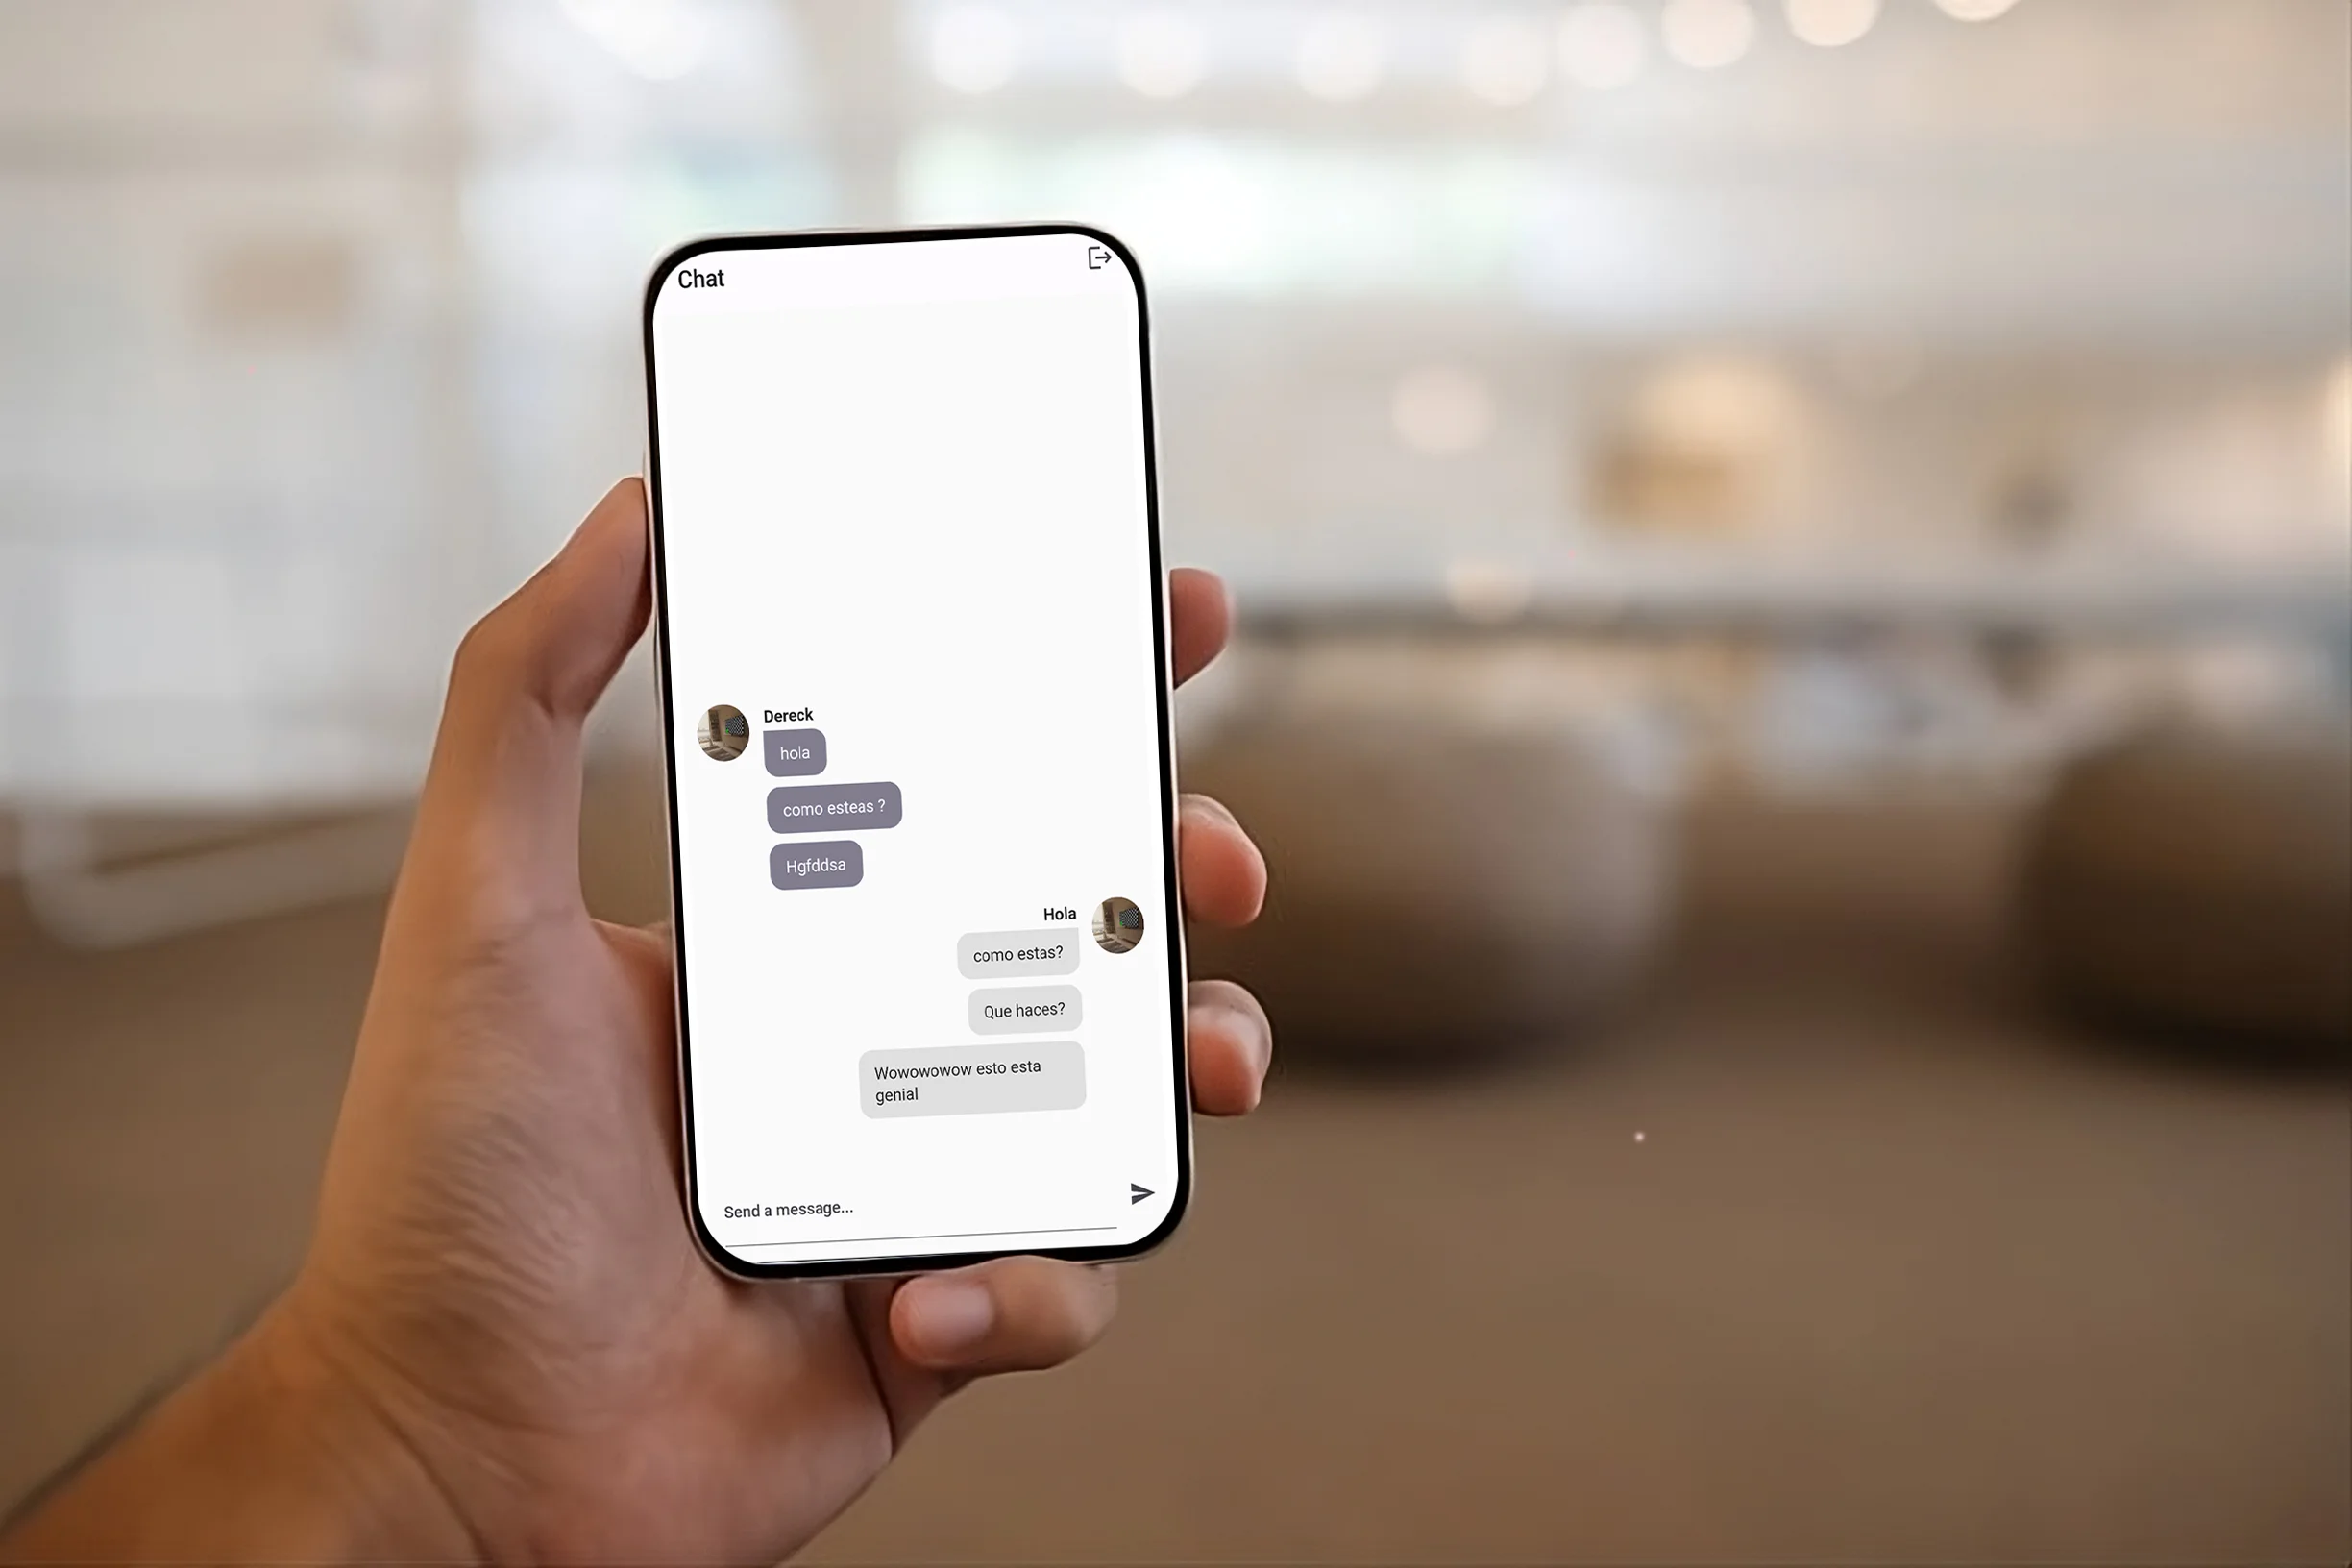 Chat
Dereck
hola
como esteas ?
Hgfddsa
Hola
como estas?
Que haces?
Wowowowow esto esta
genial
Send a message...